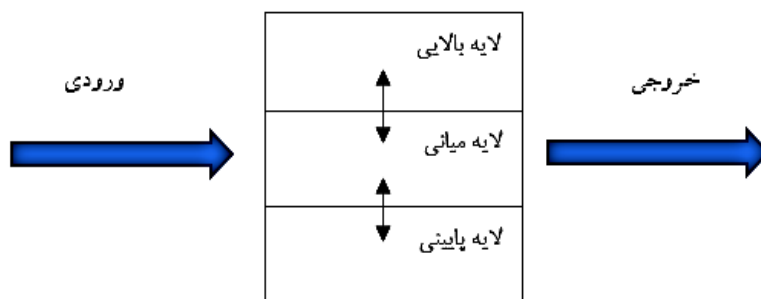 لایه بالایی
خروجی
ورودی
لایه میانی
لایه پایینی